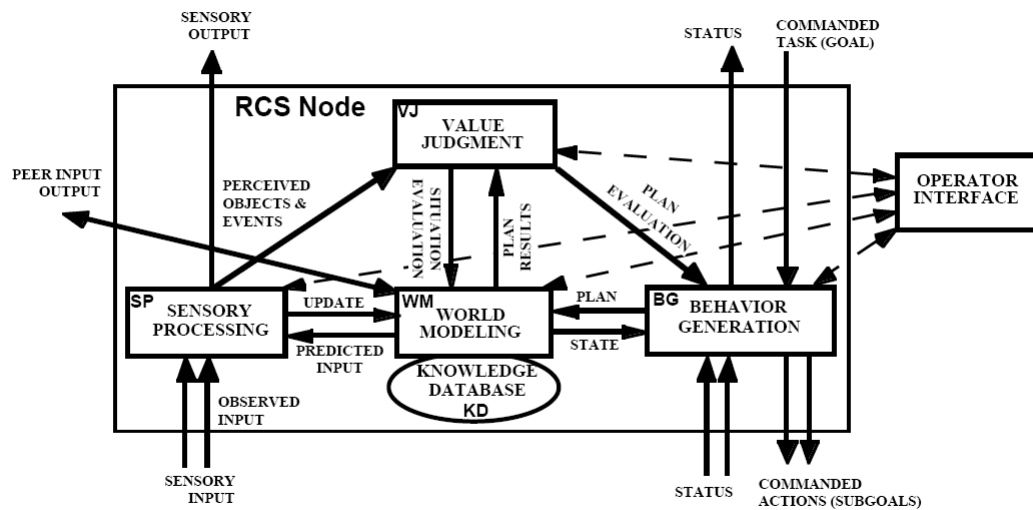 SENSORY
OUTPUT
STATUS
COMMANDED
TASK (GOAL)
RCS Node
VJ
VALUE
JUDGMENT
PEER INPUT
OUTPUT
PERCEIVED
OBJECTS &
EVENTS
SITUATION
EVALUATION
PLAN
RESULTS
PLAN
EVALUATION
OPERATOR
INTERFACE
SP
SENSORY
PROCESSING
UPDATE
PREDICTED
INPUT
WM
WORLD
MODELING
PLAN
STATE
BG
BEHAVIOR
GENERATION
KNOWLEDGE
DATABASE
KD
OBSERVED
INPUT
SENSORY
INPUT
STATUS
COMMANDED
ACTIONS (SUBGOALS)